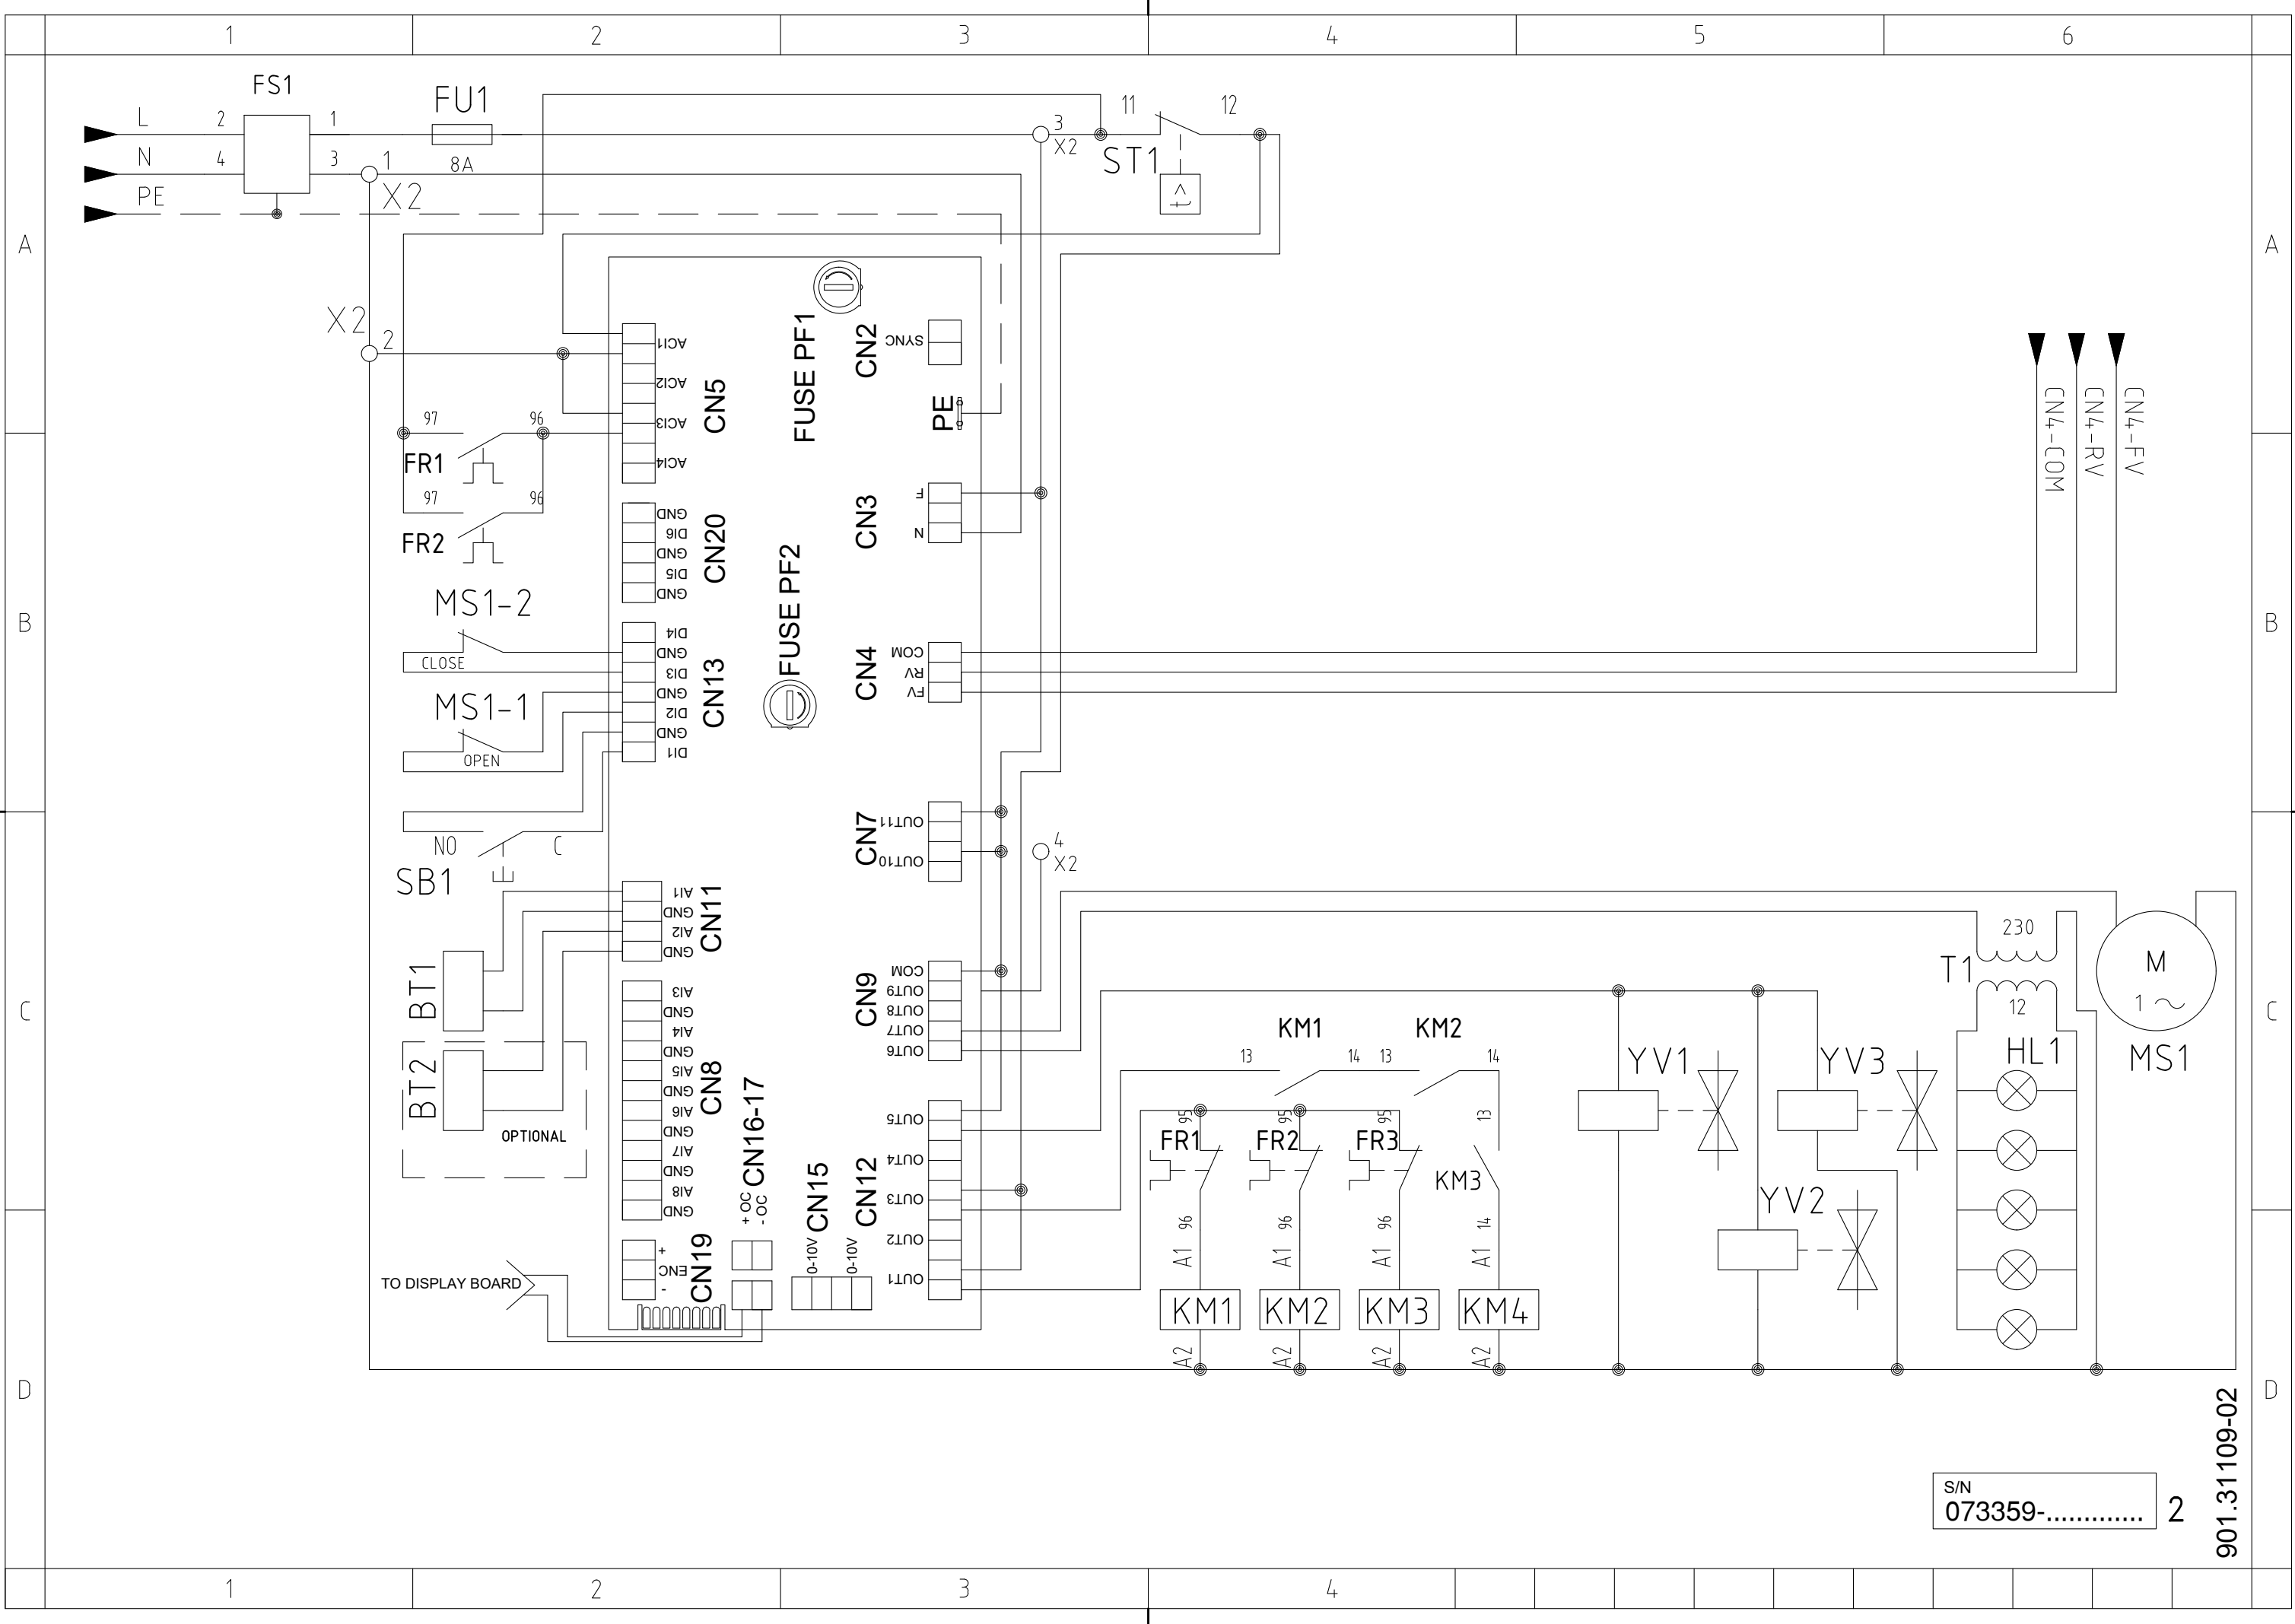 1 2 3 4 5 6
FS1
L 2 1 FU1 3 11 12
X2
N 4 3 1 8A ST1
PE X2
t>
A A
X2 2
ACI1
ACI2
ACI3
ACI4
CN5
FUSE PF1
CN2 SYNC
PE
97 96
FR1
97 96
FR2
GND
DI6
GND
DI5
GND
CN20
FUSE PF2
CN3 F
N
CN4-COM
CN4-RV
CN4-FV
B B
MS1-2
CLOSE
MS1-1
OPEN
DI4
GND
DI3
GND
DI2
GND
DI1
CN13
CN4 COM
RV
FV
NO C
SB1
CN7 OUT11
OUT10
4
X2
AI1
GND
AI2
GND
CN11
BT1
BT2
OPTIONAL
AI3
GND
AI4
GND
AI5
GND
AI6
GND
AI7
GND
AI8
GND
CN8
CN16-17
+ OC
- OC
CN9 COM
OUT9
OUT8
OUT7
OUT6
C C
KM1 KM2
13 14 13 14
T1 230
12
M
1 ~
MS1
HL1
YV1 YV3
YV2
CN15
0-10V 0-10V
CN12 OUT5
OUT4
OUT3
OUT2
OUT1
95 95 95 13
FR1 FR2 FR3
KM3
96 96 96 14
A1 A1 A1 A1
KM1 KM2 KM3 KM4
A2 A2 A2 A2
TO DISPLAY BOARD
+
ENC
-
CN19
D D
S/N
073359-............. 2
901.31109-02
1 2 3 4